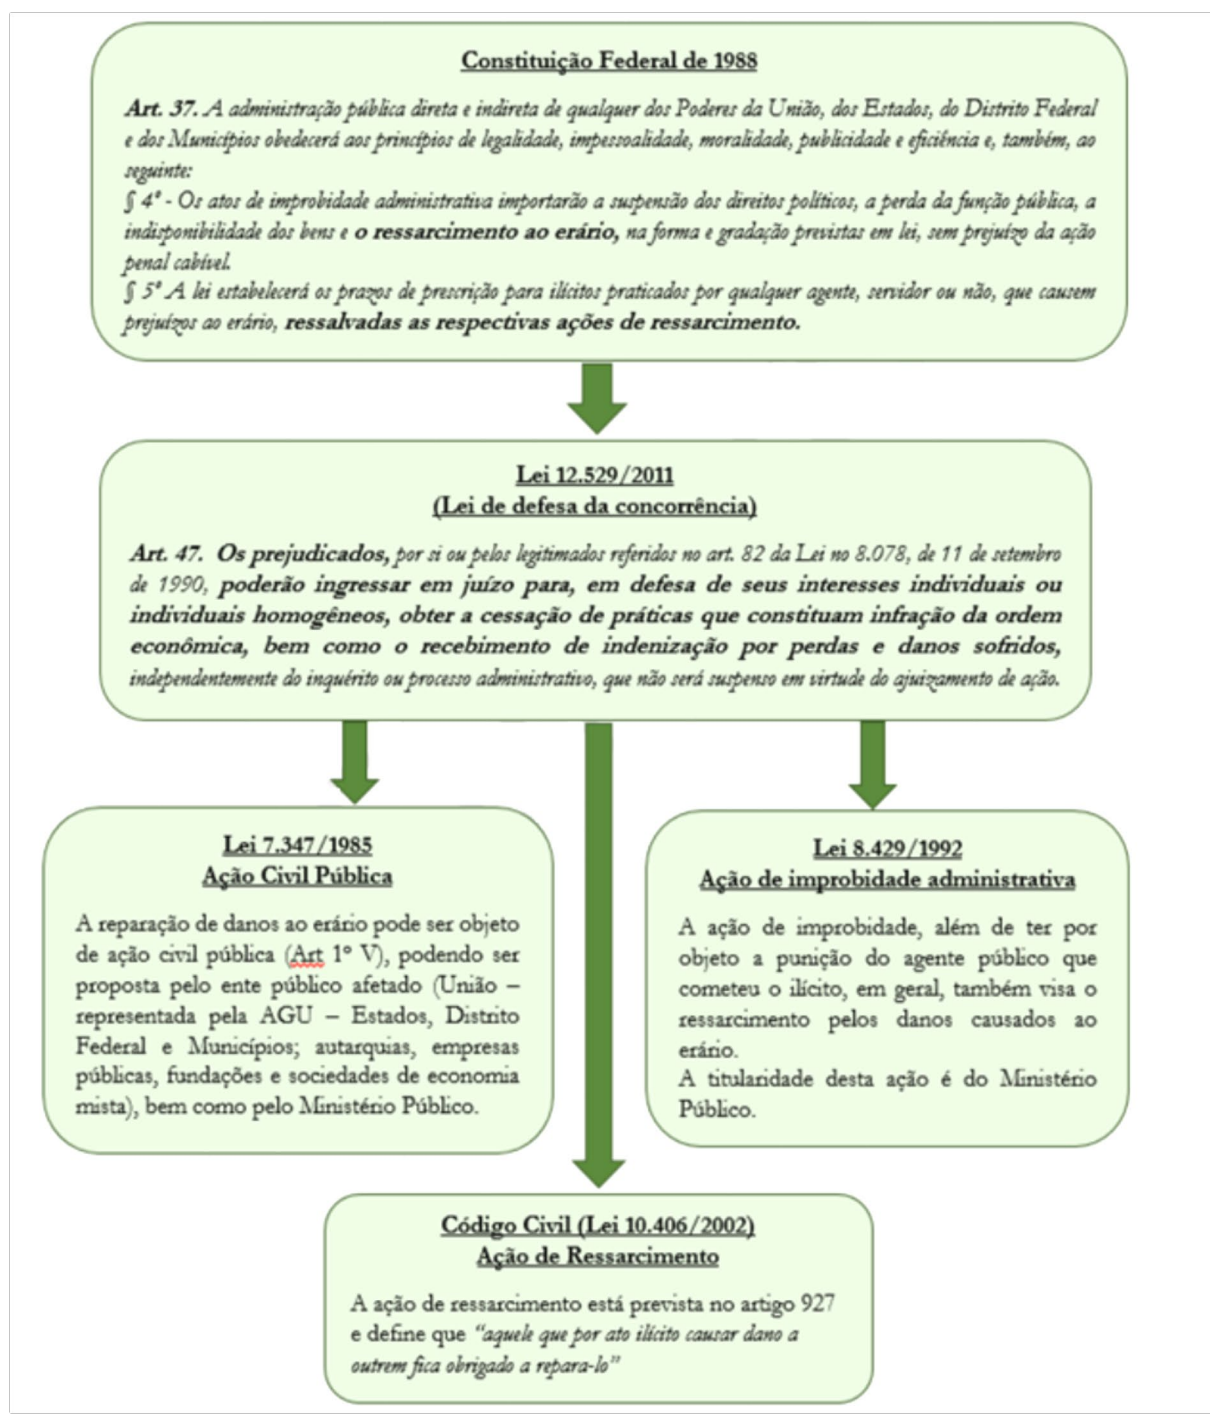 Constituição Federal de 1988
Art. 37. A administração pública direta e indireta de qualquer dos Poderes da União, dos Estados, do Distrito Federal
e dos Municípios obedecerá aos princípios de legalidade, impessoalidade, moralidade, publicidade e eficiência e, também, ao
seguinte:
§ 4º - Os atos de improbidade administrativa importarão a suspensão dos direitos políticos, a perda da função pública, a
indisponibilidade dos bens e o ressarcimento ao erário, na forma e gradação previstas em lei, sem prejuízo da ação
penal cabível.
§ 5º A lei estabelecerá os prazos de prescrição para ilícitos praticados por qualquer agente, servidor ou não, que causem
prejuízos ao erário, ressalvadas as respectivas ações de ressarcimento.
Lei 12.529/2011
(Lei de defesa da concorrência)
Art. 47. Os prejudicados, por si ou pelos legitimados referidos no art. 82 da Lei no 8.078, de 11 de setembro
de 1990, poderão ingressar em juízo para, em defesa de seus interesses individuais ou
individuais homogêneos, obter a cessação de práticas que constituam infração da ordem
econômica, bem como o recebimento de indenização por perdas e danos sofridos,
independentemente do inquérito ou processo administrativo, que não será suspenso em virtude do ajuizamento de ação.
Lei 7.347/1985
Ação Civil Pública
A reparação de danos ao erário pode ser objeto
de ação civil pública (Art 1º V), podendo ser
proposta pelo ente público afetado (União –
representada pela AGU – Estados, Distrito
Federal e Municípios; autarquias, empresas
públicas, fundações e sociedades de economia
mista), bem como pelo Ministério Público.
Lei 8.429/1992
Ação de improbidade administrativa
A ação de improbidade, além de ter por
objeto a punição do agente público que
cometeu o ilícito, em geral, também visa o
ressarcimento pelos danos causados ao
erário.
A titularidade desta ação é do Ministério
Público.
Código Civil (Lei 10.406/2002)
Ação de Ressarcimento
A ação de ressarcimento está prevista no artigo 927
e define que "aquele que por ato ilícito causar dano a
outrem fica obrigado a repara-lo"